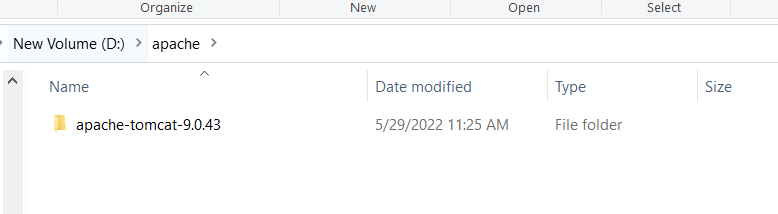 Organize New Open Select
New Volume (D:) > apache >
Name Date modified Type Size
apache-tomcat-9.0.43 5/29/2022 11:25 AM File folder